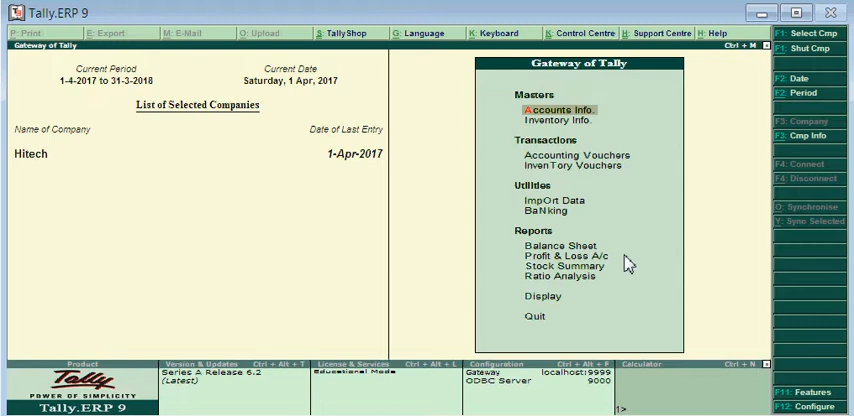 Tally.ERP 9
P: Print E: Export M: E-Mail O: Upload S: TallyShop G: Language K: Keyboard K: Control Centre H: Support Centre H: Help
Gateway of Tally Ctrl + M
Current Period Current Date
1-4-2017 to 31-3-2018 Saturday, 1 Apr, 2017
List of Selected Companies
Name of Company Date of Last Entry
Hitech 1-Apr-2017
Gateway of Tally
Masters
Accounts Info.
Inventory Info.
Transactions
Accounting Vouchers
InvenTory Vouchers
Utilities
ImpOrt Data
BaNking
Reports
Balance Sheet
Profit & Loss A/c
Stock Summary
Ratio Analysis
Display
Quit
F1: Select Cmp
F1: Shut Cmp
F2: Date
F2: Period
F3: Company
F3: Cmp Info
F4: Connect
F4: Disconnect
O: Synchronise
Y: Sync Selected
F11: Features
F12: Configure
Product
Tally
POWER OF SIMPLICITY
Tally.ERP 9
Version & Updates Ctrl + Alt + T
Series A Release 6.2
(Latest)
License & Services Ctrl + Alt + L
Educational Mode
Configuration Ctrl + Alt + F
Gateway localhost:9999
ODBC Server 9000
Calculator Ctrl + N
1>